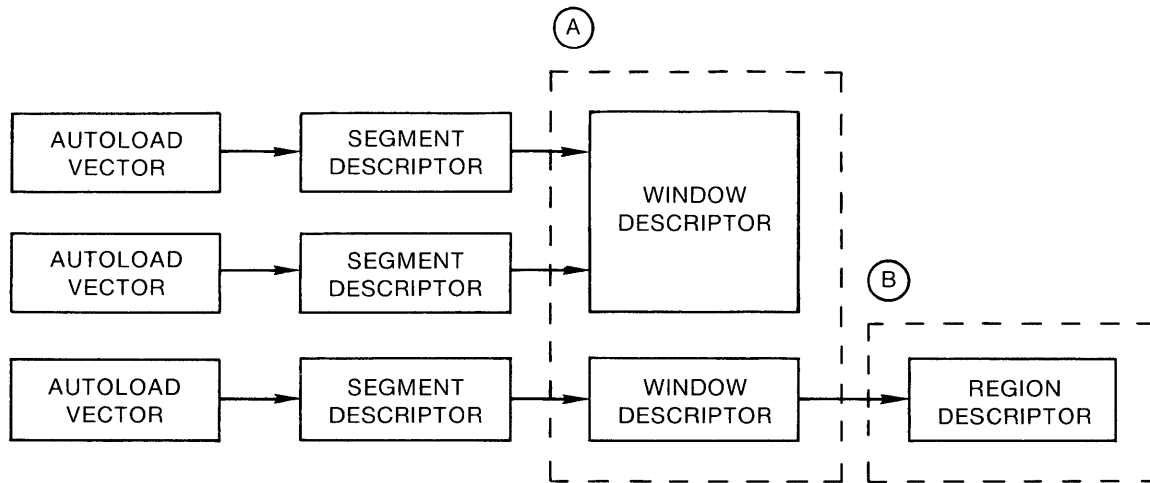 A
AUTOLOAD
VECTOR
SEGMENT
DESCRIPTOR
WINDOW
DESCRIPTOR
AUTOLOAD
VECTOR
SEGMENT
DESCRIPTOR
B
AUTOLOAD
VECTOR
SEGMENT
DESCRIPTOR
WINDOW
DESCRIPTOR
REGION
DESCRIPTOR